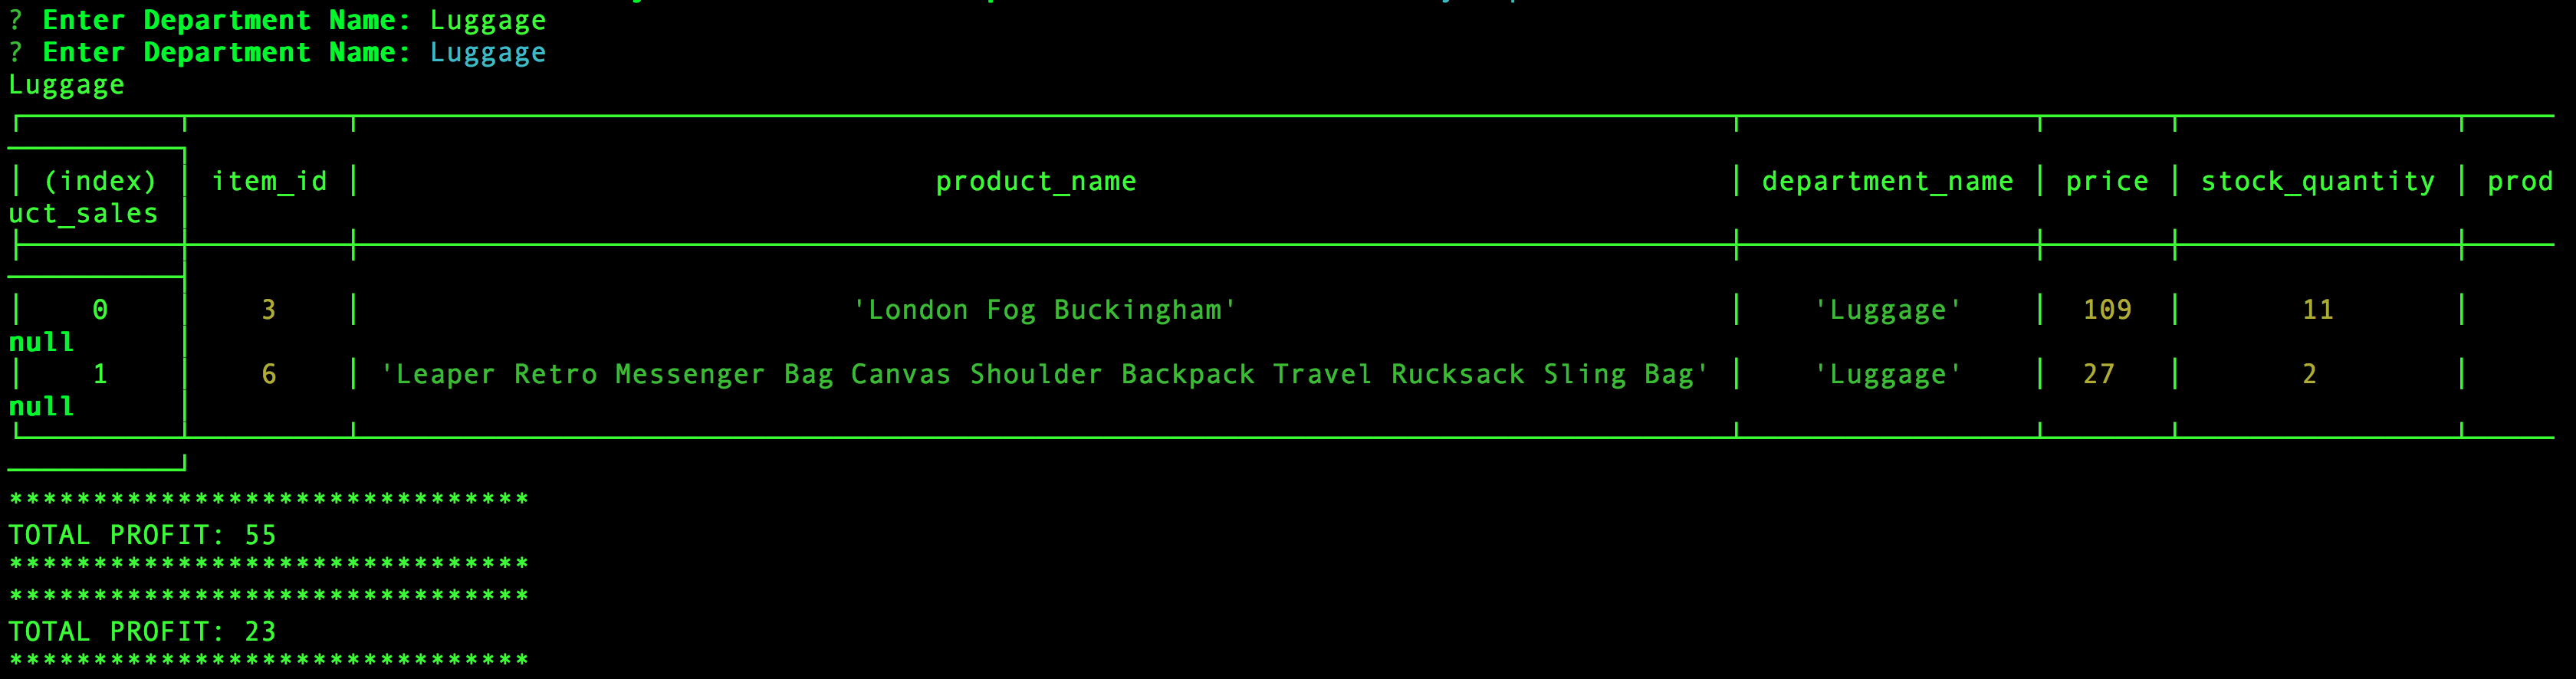 ? Enter Department Name: Luggage
? Enter Department Name: Luggage
Luggage
(index) item_id product_name department_name price stock_quantity prod
uct_sales
0 3 'London Fog Buckingham' 'Luggage' 109 11
null
1 6 'Leaper Retro Messenger Bag Canvas Shoulder Backpack Travel Rucksack Sling Bag' 'Luggage' 27 2
null
*******************************
TOTAL PROFIT: 55
*******************************
*******************************
TOTAL PROFIT: 23
*******************************